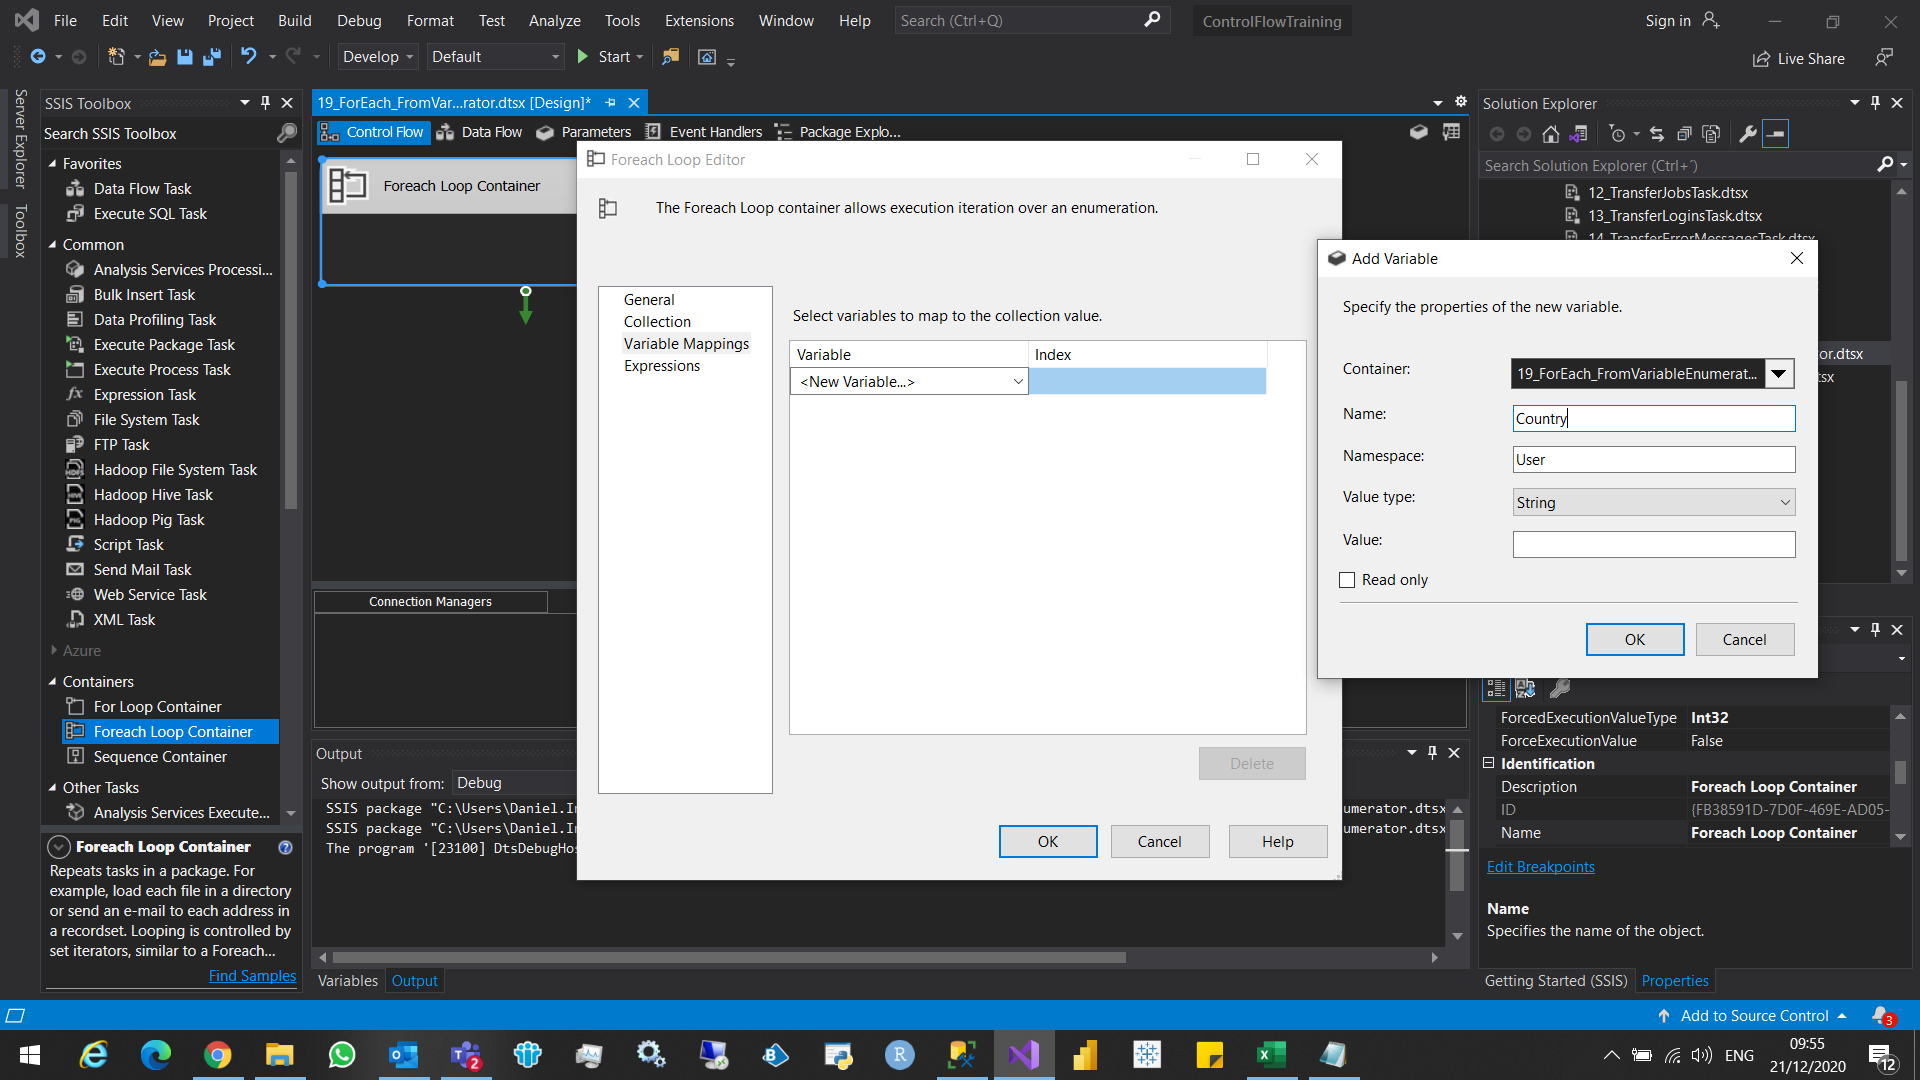 File Edit View Project Build Debug Format Test Analyze Tools Extensions Window Help Search (Ctrl+Q) ControlFlowTraining Sign in
Develop Default Start Live Share
Server Explorer
Toolbox
SSIS Toolbox
Search SSIS Toolbox
Favorites
Data Flow Task
Execute SQL Task
Common
Analysis Services Processi...
Bulk Insert Task
Data Profiling Task
Execute Package Task
Execute Process Task
Expression Task
File System Task
FTP Task
Hadoop File System Task
Hadoop Hive Task
Hadoop Pig Task
Script Task
Send Mail Task
Web Service Task
XML Task
Azure
Containers
For Loop Container
Foreach Loop Container
Sequence Container
Other Tasks
Analysis Services Execute...
Foreach Loop Container
Repeats tasks in a package. For
example, load each file in a directory
or send an e-mail to each address in
a recordset. Looping is controlled by
set iterators, similar to a Foreach...
Find Samples
19_ForEach_FromVar...rator.dtsx [Design]*
Control Flow Data Flow Parameters Event Handlers Package Explo...
Foreach Loop Container
Connection Managers
Output
Show output from: Debug
SSIS package "C:\Users\Daniel.In
umerator.dtsx
SSIS package "C:\Users\Daniel.In
umerator.dtsx
The program '[23100] DtsDebugHos
Variables Output
Foreach Loop Editor
The Foreach Loop container allows execution iteration over an enumeration.
General
Collection
Variable Mappings
Expressions
Select variables to map to the collection value.
Variable Index
<New Variable...>
Delete
OK Cancel Help
Add Variable
Specify the properties of the new variable.
Container: 19_ForEach_FromVariableEnumerat...
Name: Country
Namespace: User
Value type: String
Value:
Read only
OK Cancel
Solution Explorer
Search Solution Explorer (Ctrl+´)
12_TransferJobsTask.dtsx
13_TransferLoginsTask.dtsx
14_TransferErrorMessagesTask.dtsx
or.dtsx
tsx
ForcedExecutionValueType Int32
ForceExecutionValue False
Identification
Description Foreach Loop Container
ID {FB38591D-7D0F-469E-AD05-
Name Foreach Loop Container
Edit Breakpoints
Name
Specifies the name of the object.
Getting Started (SSIS) Properties
Add to Source Control 3
2 R ENG 09:55
21/12/2020 12